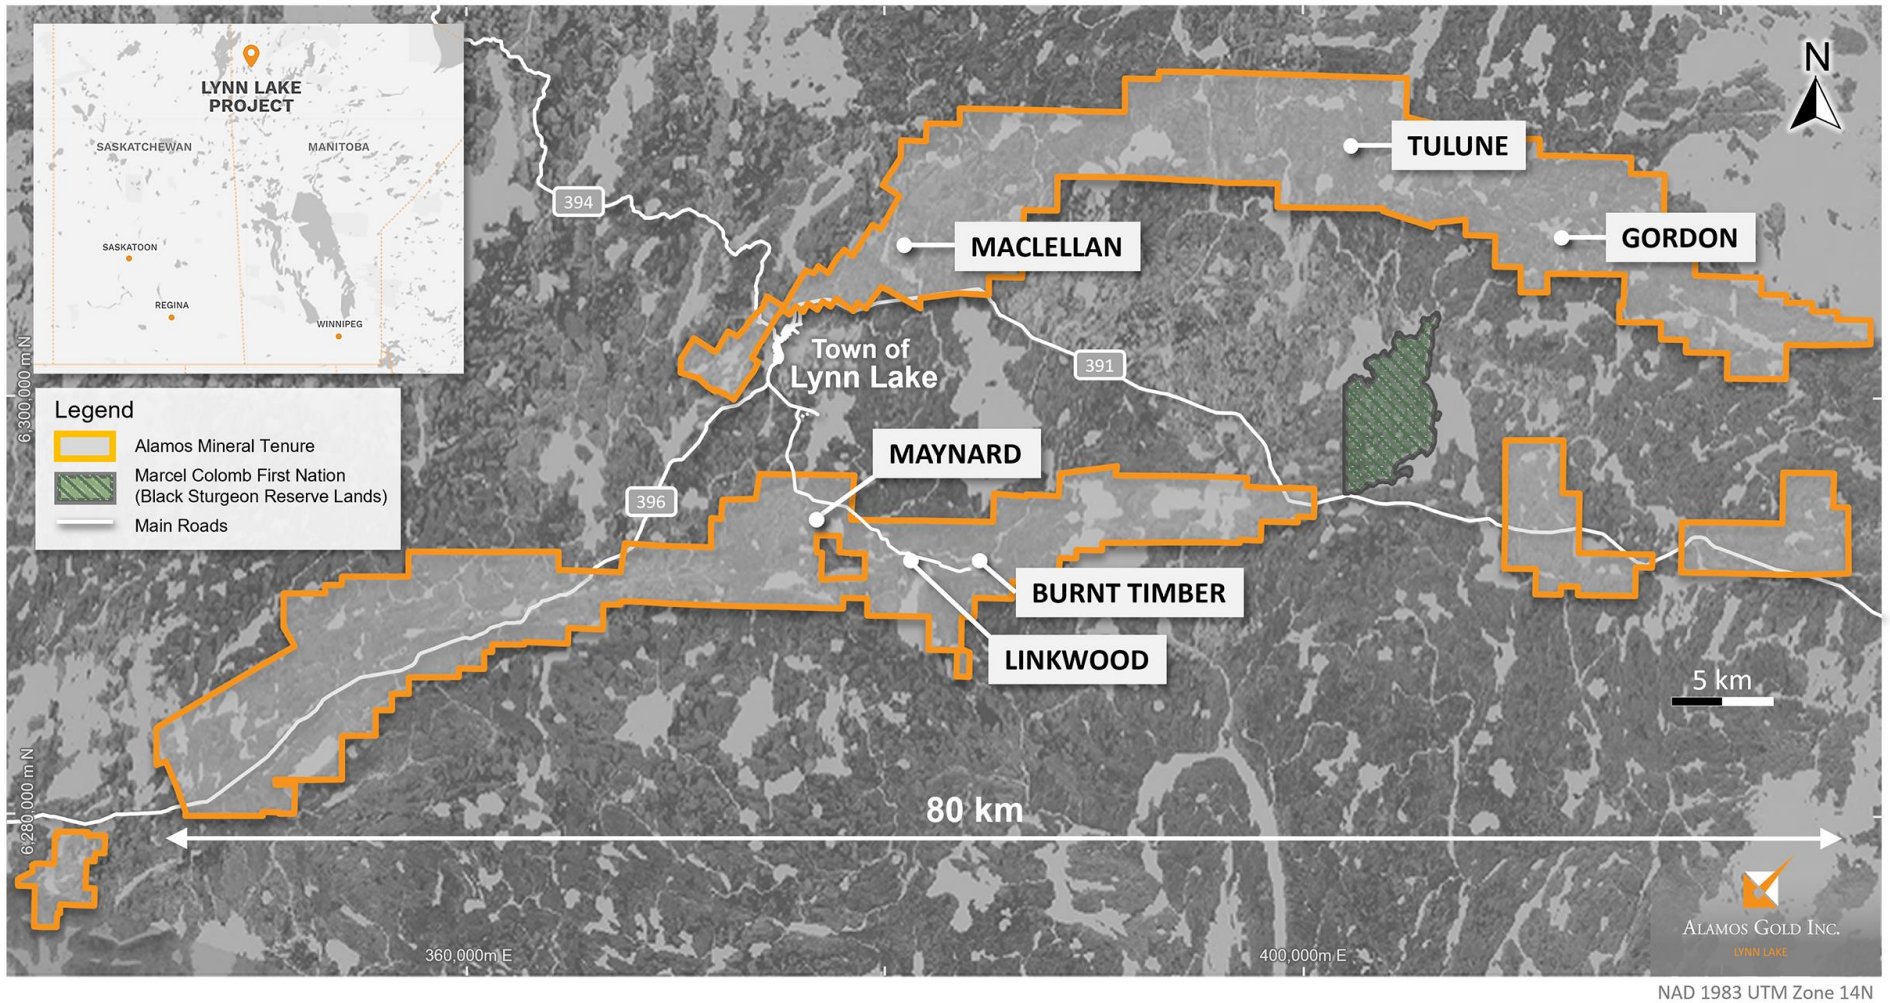 LYNN LAKE
PROJECT
SASKATCHEWAN
MANITOBA
SASKATOON
REGINA
WINNIPEG
Legend
Alamos Mineral Tenure
Marcel Colomb First Nation
(Black Sturgeon Reserve Lands)
Main Roads
N
394
TULUNE
GORDON
MACLELLAN
Town of
Lynn Lake
391
MAYNARD
396
BURNT TIMBER
LINKWOOD
5 km
80 km
6,300,000 m N
6,280,000 m N
360,000m E
400,000m E
ALAMOS GOLD INC.
LYNN LAKE
NAD 1983 UTM Zone 14N